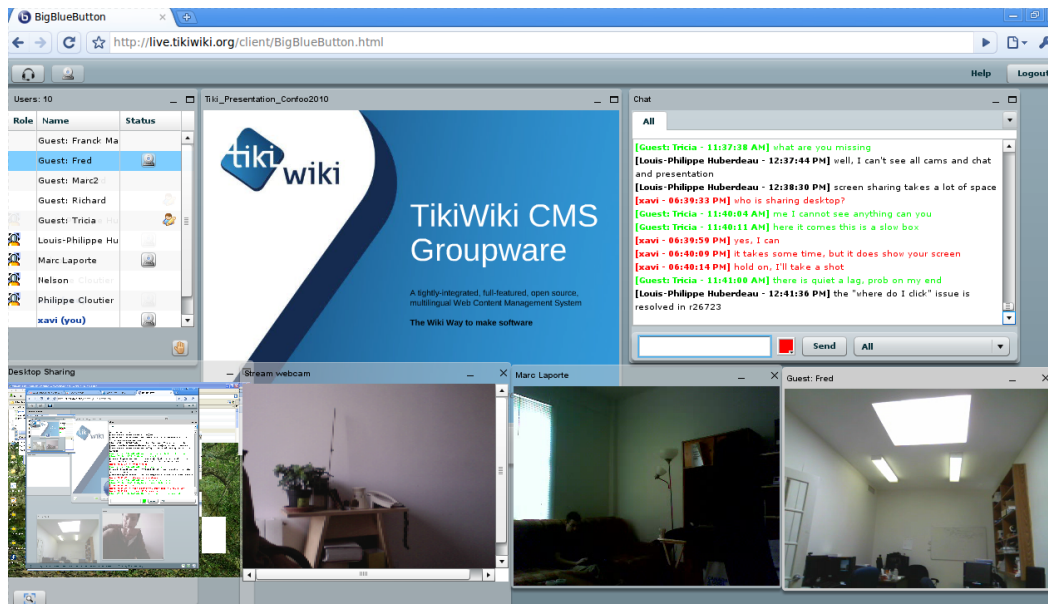 BigBlueButton
http://live.tikiwiki.org/client/BigBlueButton.html
Help
Logout
Users: 10
Role Name Status
Guest: Franck Ma
Guest: Fred
Guest: Marc2
Guest: Richard
Guest: Tricia
Louis-Philippe Hu
Marc Laporte
Nelson
Philippe Cloutier
xavi (you)
Tiki_Presentation_Confoo2010
tiki
wiki
TikiWiki CMS
Groupware
A tightly-integrated, full-featured, open source,
multilingual Web Content Management System
The Wiki Way to make software
Chat
All
[Guest: Tricia - 11:37:38 AM] what are you missing
[Louis-Philippe Huberdeau - 12:37:44 PM] well, I can't see all cams and chat
and presentation
[Louis-Philippe Huberdeau - 12:38:30 PM] screen sharing takes a lot of space
[xavi - 06:39:33 PM] who is sharing desktop?
[Guest: Tricia - 11:40:04 AM] me I cannot see anything can you
[Guest: Tricia - 11:40:11 AM] here it comes this is a slow box
[xavi - 06:39:59 PM] yes, I can
[xavi - 06:40:09 PM] it takes some time, but it does show your screen
[xavi - 06:40:14 PM] hold on, I'll take a shot
[Guest: Tricia - 11:41:00 AM] there is quiet a lag, prob on my end
[Louis-Philippe Huberdeau - 12:41:36 PM] the "where do I click" issue is
resolved in r26723
Send
All
Desktop Sharing
Stream webcam
Marc Laporte
Guest: Fred